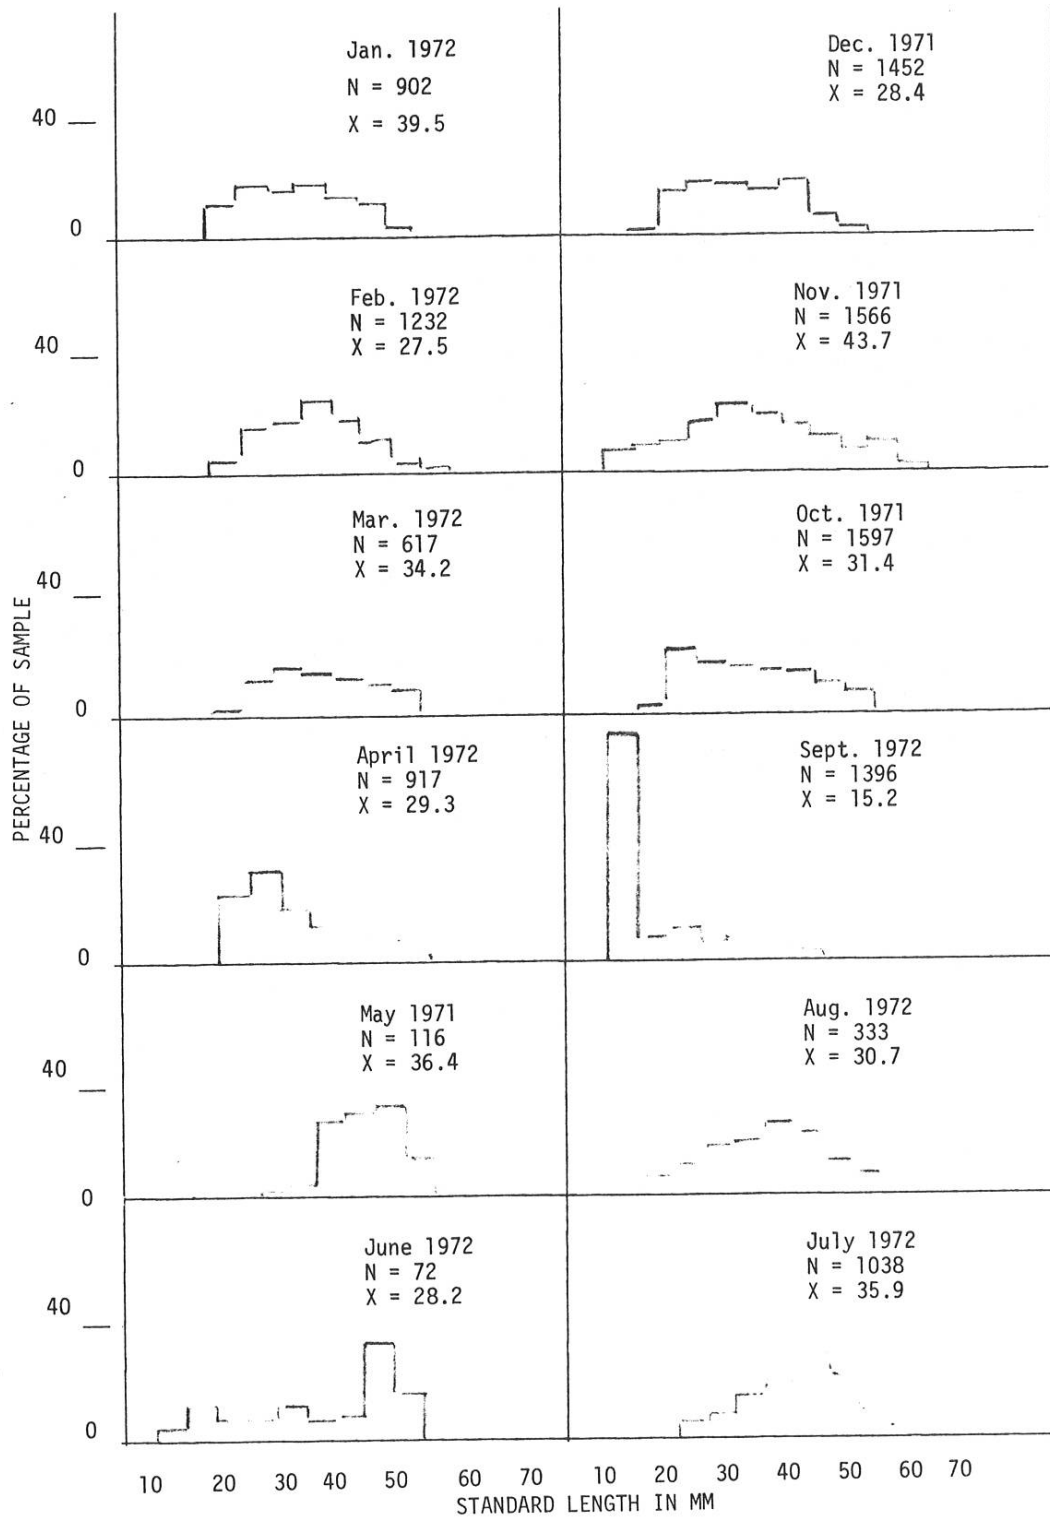 Jan. 1972
N = 902
X = 39.5
40
0
Dec. 1971
N = 1452
X = 28.4
Feb. 1972
N = 1232
X = 27.5
40
0
Nov. 1971
N = 1566
X = 43.7
Mar. 1972
N = 617
X = 34.2
40
0
Oct. 1971
N = 1597
X = 31.4
PERCENTAGE OF SAMPLE
April 1972
N = 917
X = 29.3
40
0
Sept. 1972
N = 1396
X = 15.2
May 1971
N = 116
X = 36.4
40
0
Aug. 1972
N = 333
X = 30.7
June 1972
N = 72
X = 28.2
40
0
July 1972
N = 1038
X = 35.9
10 20 30 40 50 60 70
10 20 30 40 50 60 70
STANDARD LENGTH IN MM